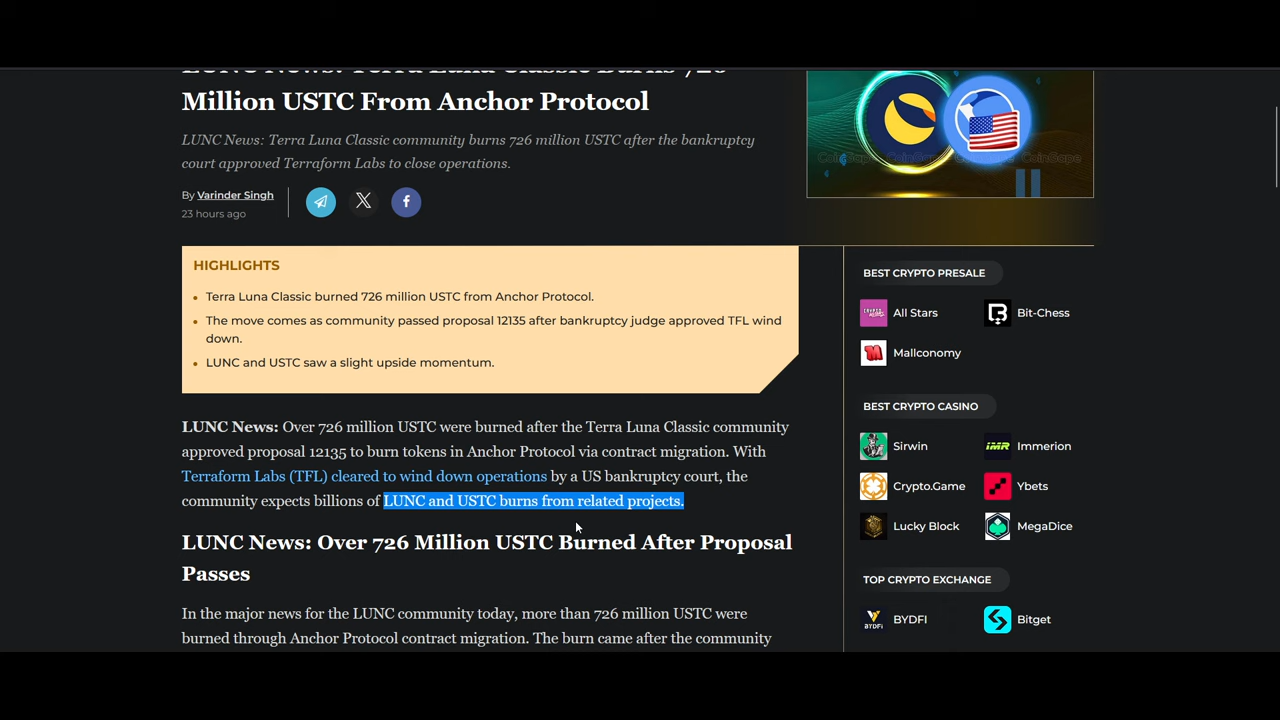 LUNC News: Terra Luna Classic Burns 726
Million USTC From Anchor Protocol
LUNC News: Terra Luna Classic community burns 726 million USTC after the bankruptcy
court approved Terraform Labs to close operations.
By Varinder Singh
23 hours ago
HIGHLIGHTS
Terra Luna Classic burned 726 million USTC from Anchor Protocol.
The move comes as community passed proposal 12135 after bankruptcy judge approved TFL wind
down.
LUNC and USTC saw a slight upside momentum.
LUNC News: Over 726 million USTC were burned after the Terra Luna Classic community
approved proposal 12135 to burn tokens in Anchor Protocol via contract migration. With
Terraform Labs (TFL) cleared to wind down operations by a US bankruptcy court, the
community expects billions of LUNC and USTC burns from related projects.
LUNC News: Over 726 Million USTC Burned After Proposal
Passes
In the major news for the LUNC community today, more than 726 million USTC were
burned through Anchor Protocol contract migration. The burn came after the community
BEST CRYPTO PRESALE
All Stars
Bit-Chess
Mallconomy
BEST CRYPTO CASINO
Sirwin
IMR Immerion
Crypto.Game
Ybets
Lucky Block
MegaDice
TOP CRYPTO EXCHANGE
BYDFi BYDFI
Bitget